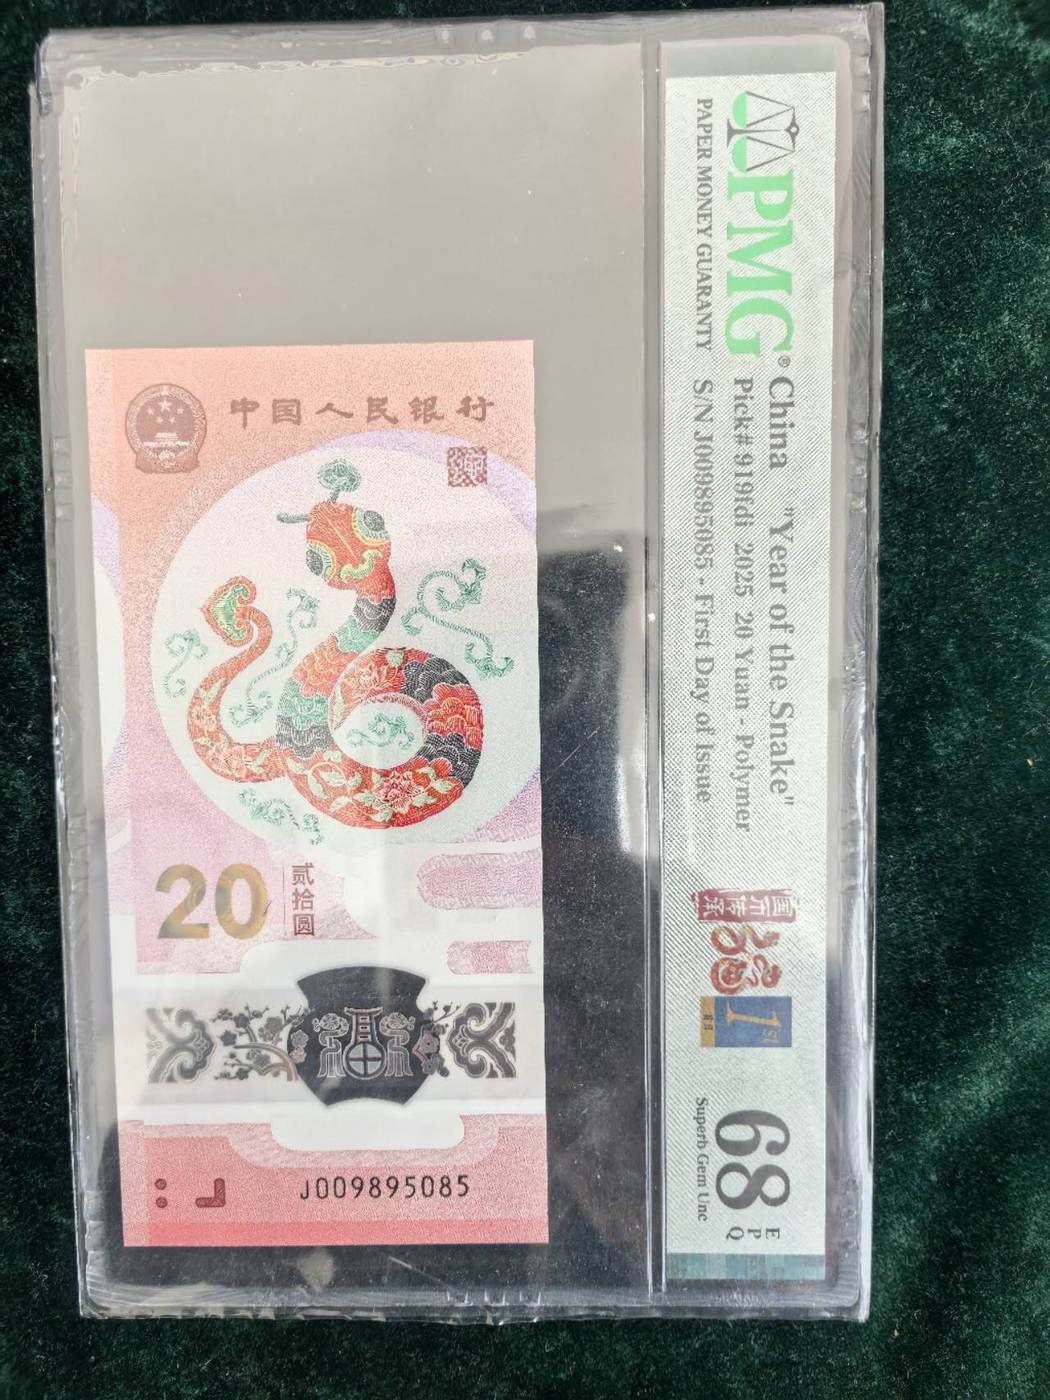 中国人民银行
20
贰拾圆
J009895085
PMG®
PAPER MONEY GUARANTY
China "Year of the Snake"
Pick# 919fdi 2025 20 Yuan - Polymer
S/N J009895085 - First Day of Issue
68
EPQ
Superb Gem Unc